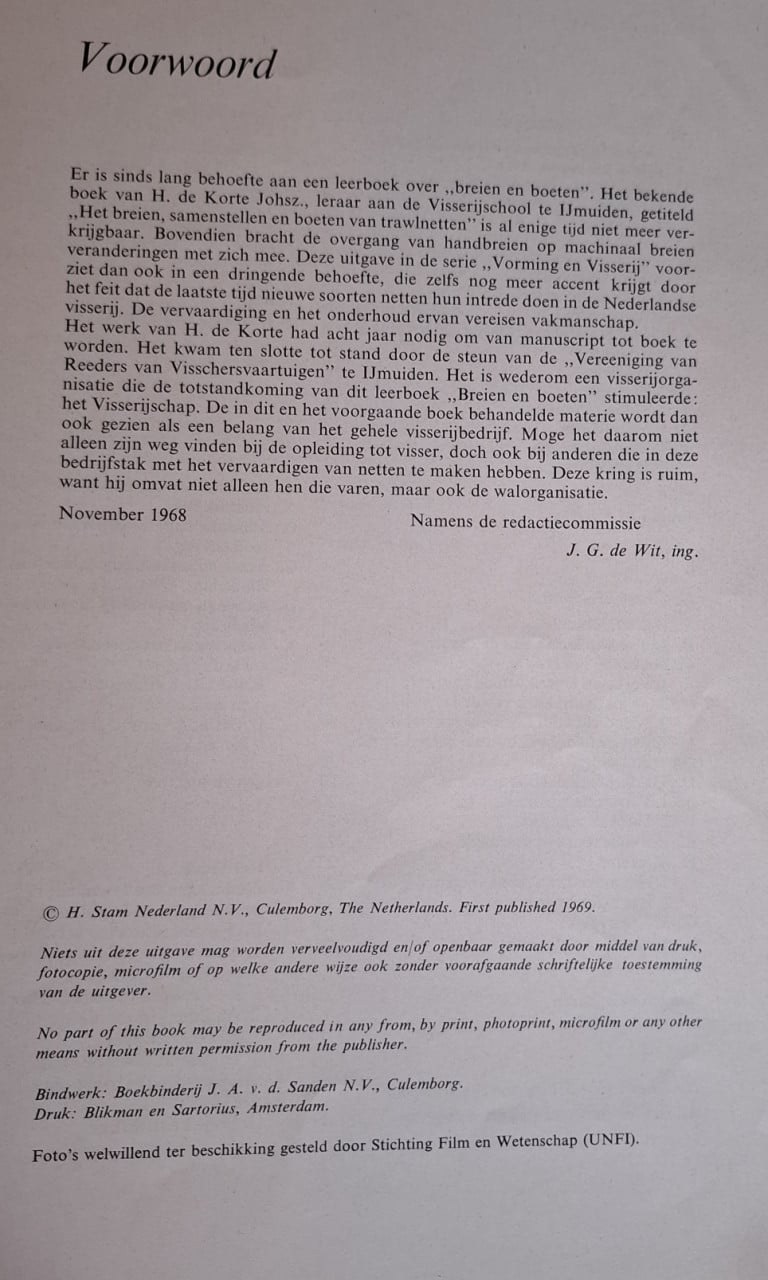 Voorwoord
Er is sinds lang behoefte aan een leerboek over „breien en boeten”. Het bekende
boek van H. de Korte Johsz., leraar aan de Visserijschool te IJmuiden, getiteld
„Het breien, samenstellen en boeten van trawlnetten” is al enige tijd niet meer ver-
krijgbaar. Bovendien bracht de overgang van handbreien op machinaal breien
veranderingen met zich mee. Deze uitgave in de serie „Vorming en Visserij” voor-
ziet dan ook in een dringende behoefte, die zelfs nog meer accent krijgt door
het feit dat de laatste tijd nieuwe soorten netten hun intrede doen in de Nederlandse
visserij. De vervaardiging en het onderhoud ervan vereisen vakmanschap.
Het werk van H. de Korte had acht jaar nodig om van manuscript tot boek te
worden. Het kwam ten slotte tot stand door de steun van de „Vereeniging van
Reeders van Visschersvaartuigen” te IJmuiden. Het is wederom een visserijorga-
nisatie die de totstandkoming van dit leerboek „Breien en boeten” stimuleerde:
het Visserijschap. De in dit en het voorgaande boek behandelde materie wordt dan
ook gezien als een belang van het gehele visserijbedrijf. Moge het daarom niet
alleen zijn weg vinden bij de opleiding tot visser, doch ook bij anderen die in deze
bedrijfstak met het vervaardigen van netten te maken hebben. Deze kring is ruim,
want hij omvat niet alleen hen die varen, maar ook de walorganisatie.
November 1968 Namens de redactiecommissie
J. G. de Wit, ing.
© H. Stam Nederland N.V., Culemborg, The Netherlands. First published 1969.
Niets uit deze uitgave mag worden verveelvoudigd en/of openbaar gemaakt door middel van druk,
fotocopie, microfilm of op welke andere wijze ook zonder voorafgaande schriftelijke toestemming
van de uitgever.
No part of this book may be reproduced in any from, by print, photoprint, microfilm or any other
means without written permission from the publisher.
Bindwerk: Boekbinderij J. A. v. d. Sanden N.V., Culemborg.
Druk: Blikman en Sartorius, Amsterdam.
Foto's welwillend ter beschikking gesteld door Stichting Film en Wetenschap (UNFI).